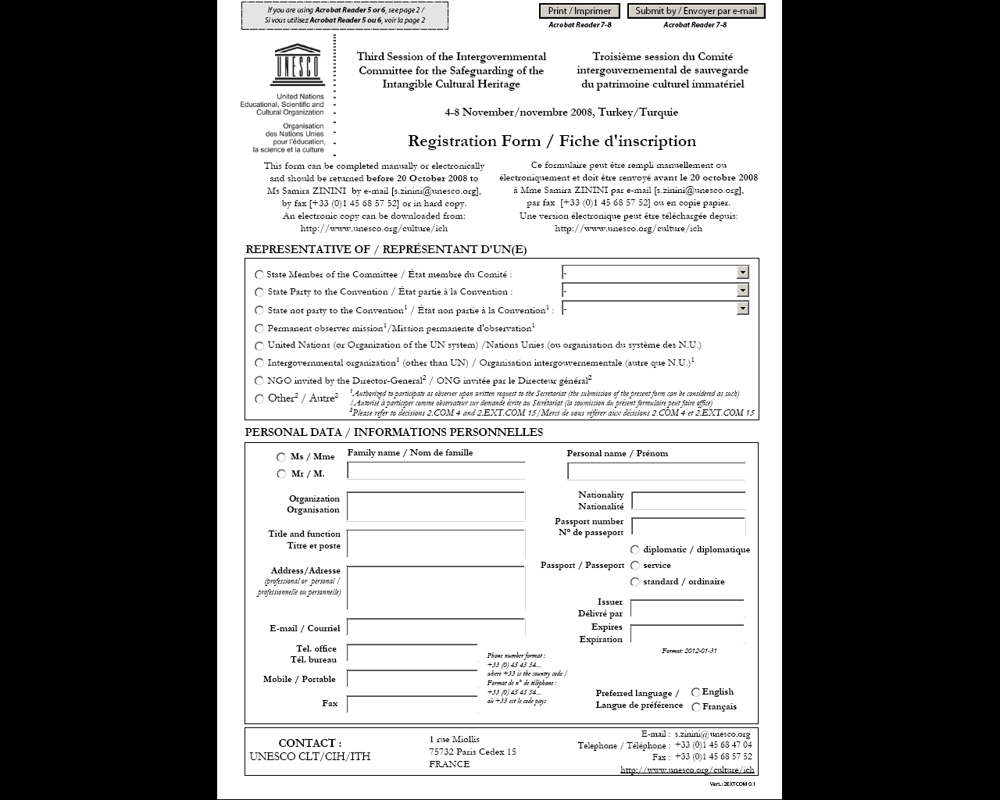 If you are using Acrobat Reader 5 or 6, see page 2 /
Si vous utilisez Acrobat Reader 5 ou 6, voir la page 2
Print / Imprimer
Submit by / Envoyer par e-mail
Acrobat Reader 7-8
Acrobat Reader 7-8
UNESCO
United Nations
Educational, Scientific and
Cultural Organization
Organisation
des Nations Unies
pour l'éducation,
la science et la culture
Third Session of the Intergovernmental
Committee for the Safeguarding of the
Intangible Cultural Heritage
Troisième session du Comité
intergouvernemental de sauvegarde
du patrimoine culturel immatériel
4-8 November/novembre 2008, Turkey/Turquie
Registration Form / Fiche d'inscription
This form can be completed manually or electronically
and should be returned before 20 October 2008 to
Ms Samira ZININI by e-mail [s.zinini@unesco.org],
by fax [+33 (0)1 45 68 57 52] or in hard copy.
An electronic copy can be downloaded from:
http://www.unesco.org/culture/ich
Ce formulaire peut être rempli manuellement ou
électroniquement et doit être renvoyé avant le 20 octobre 2008
à Mme Samira ZININI par e-mail [s.zinini@unesco.org],
par fax [+33 (0)1 45 68 57 52] ou en copie papier.
Une version électronique peut être téléchargée depuis:
http://www.unesco.org/culture/ich
REPRESENTATIVE OF / REPRÉSENTANT D'UN(E)
State Member of the Committee / État membre du Comité : -
State Party to the Convention / État partie à la Convention : -
State not party to the Convention¹ / État non partie à la Convention¹ : -
Permanent observer mission¹/Mission permanente d'observation¹
United Nations (or Organization of the UN system) /Nations Unies (ou organisation du système des N.U.)
Intergovernmental organization¹ (other than UN) / Organisation intergouvernementale (autre que N.U.)¹
NGO invited by the Director-General² / ONG invitée par le Directeur général²
Other² / Autre²
¹Authorized to participate as observer upon written request to the Secretariat (the submission of the present form can be considered as such)
/Autorisé à participer comme observateur sur demande écrite au Secrétariat (la soumission du présent formulaire peut faire office)
²Please refer to decisions 2.COM 4 and 2.EXT.COM 15/Merci de vous référer aux décisions 2.COM 4 et 2.EXT.COM 15
PERSONAL DATA / INFORMATIONS PERSONNELLES
Ms / Mme
Mr / M.
Family name / Nom de famille
Personal name / Prénom
Organization
Organisation
Nationality
Nationalité
Passport number
N° de passeport
Title and function
Titre et poste
diplomatic / diplomatique
Passport / Passeport
service
standard / ordinaire
Address/Adresse
(professional or personal /
professionnelle ou personnelle)
Issuer
Délivré par
E-mail / Courriel
Expires
Expiration
Format: 2012-01-31
Tel. office
Tél. bureau
Mobile / Portable
Fax
Phone number format :
+33 (0) 45 45 54...
where +33 is the country code /
Format de n° de téléphone :
+33 (0) 45 45 54...
où +33 est le code pays
Preferred language /
Langue de préférence
English
Français
CONTACT :
UNESCO CLT/CIH/ITH
1 rue Miollis
75732 Paris Cedex 15
FRANCE
E-mail : s.zinini@unesco.org
Telephone / Téléphone : +33 (0)1 45 68 47 04
Fax : +33 (0)1 45 68 57 52
http://www.unesco.org/culture/ich
Vers.: 2EXTCOM 0.1